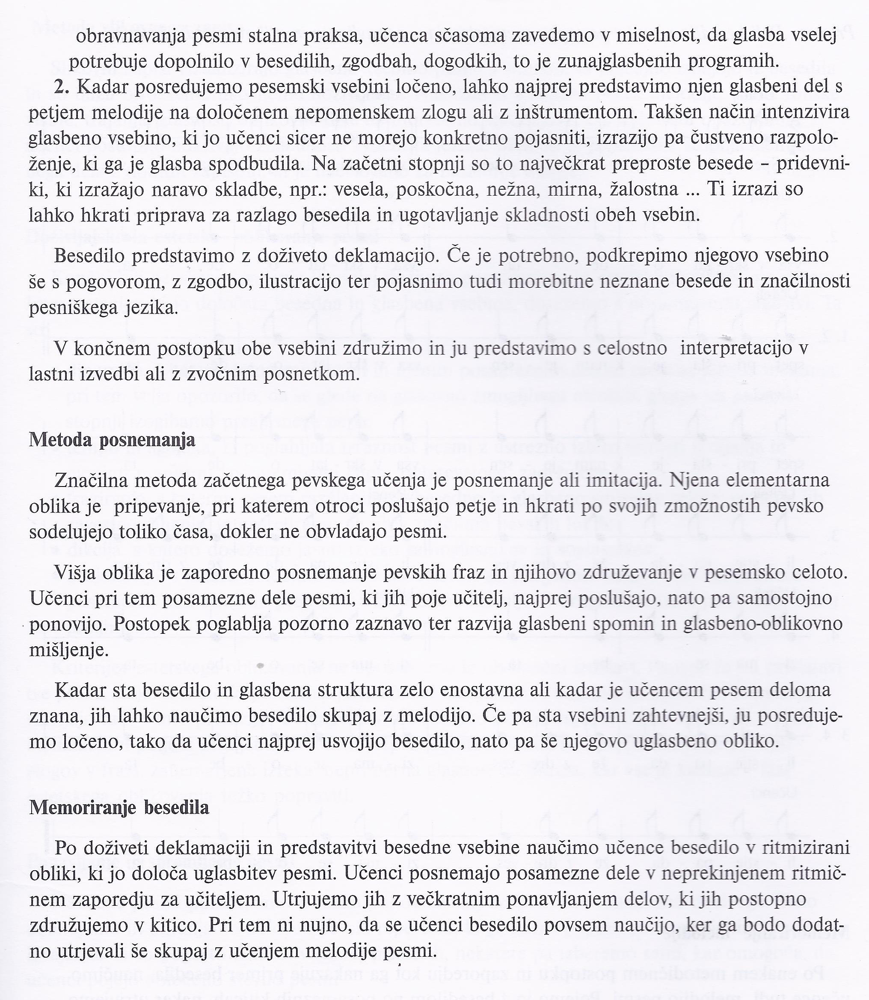 obravnavanja pesmi stalna praksa, učenca sčasoma zavedemo v miselnost, da glasba vselej
potrebuje dopolnilo v besedilih, zgodbah, dogodkih, to je zunajglasbenih programih.
2. Kadar posredujemo pesemski vsebini ločeno, lahko najprej predstavimo njen glasbeni del s
petjem melodije na določenem nepomenskem zlogu ali z inštrumentom. Takšen način intenzivira
glasbeno vsebino, ki jo učenci sicer ne morejo konkretno pojasniti, izrazijo pa čustveno razpolo-
ženje, ki ga je glasba spodbudila. Na začetni stopnji so to največkrat preproste besede – pridevni-
ki, ki izražajo naravo skladbe, npr.: vesela, poskočna, nežna, mirna, žalostna ... Ti izrazi so
lahko hkrati priprava za razlago besedila in ugotavljanje skladnosti obeh vsebin.
Besedilo predstavimo z doživeto deklamacijo. Če je potrebno, podkrepimo njegovo vsebino
še s pogovorom, z zgodbo, ilustracijo ter pojasnimo tudi morebitne neznane besede in značilnosti
pesniškega jezika.
V končnem postopku obe vsebini združimo in ju predstavimo s celostno interpretacijo v
lastni izvedbi ali z zvočnim posnetkom.
Metoda posnemanja
Značilna metoda začetnega pevskega učenja je posnemanje ali imitacija. Njena elementarna
oblika je pripevanje, pri katerem otroci poslušajo petje in hkrati po svojih zmožnostih pevsko
sodelujejo toliko časa, dokler ne obvladajo pesmi.
Višja oblika je zaporedno posnemanje pevskih fraz in njihovo združevanje v pesemsko celoto.
Učenci pri tem posamezne dele pesmi, ki jih poje učitelj, najprej poslušajo, nato pa samostojno
ponovijo. Postopek poglablja pozorno zaznavo ter razvija glasbeni spomin in glasbeno-oblikovno
mišljenje.
Kadar sta besedilo in glasbena struktura zelo enostavna ali kadar je učencem pesem deloma
znana, jih lahko naučimo besedilo skupaj z melodijo. Če pa sta vsebini zahtevnejši, ju posreduje-
mo ločeno, tako da učenci najprej usvojijo besedilo, nato pa še njegovo uglasbeno obliko.
Memoriranje besedila
Po doživeti deklamaciji in predstavitvi besedne vsebine naučimo učence besedilo v ritmizirani
obliki, ki jo določa uglasbitev pesmi. Učenci posnemajo posamezne dele v neprekinjenem ritmič-
nem zaporedju za učiteljem. Utrjujemo jih z večkratnim ponavljanjem delov, ki jih postopno
združujemo v kitico. Pri tem ni nujno, da se učenci besedilo povsem naučijo, ker ga bodo dodat-
no utrjevali še skupaj z učenjem melodije pesmi.